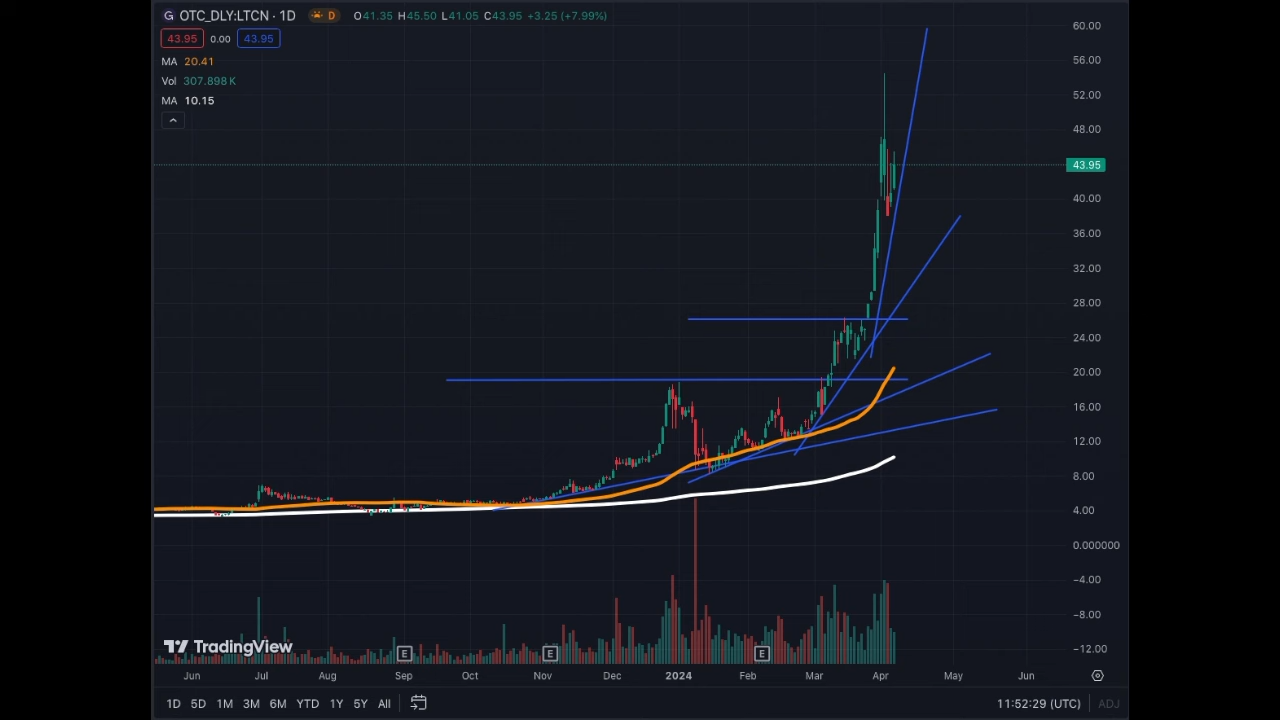 G OTC_DLY:LTCN · 1D D O41.35 H45.50 L41.05 C43.95 +3.25 (+7.99%)
43.95 0.00 43.95
MA 20.41
Vol 307.898K
MA 10.15
60.00
56.00
52.00
48.00
43.95
40.00
36.00
32.00
28.00
24.00
20.00
16.00
12.00
8.00
4.00
0.000000
−4.00
−8.00
−12.00
TradingView
E E E
Jun Jul Aug Sep Oct Nov Dec 2024 Feb Mar Apr May Jun
1D 5D 1M 3M 6M YTD 1Y 5Y All 11:52:29 (UTC) ADJ